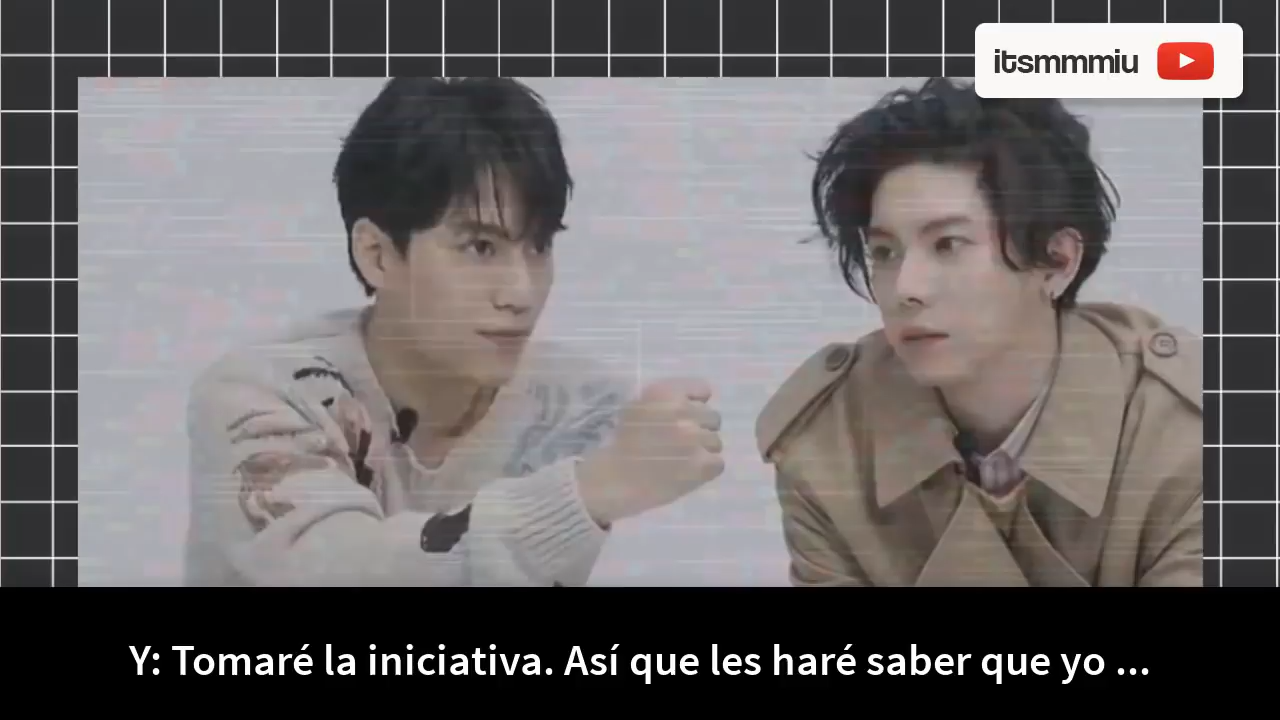 itsmmmiu
Y: Tomaré la iniciativa. Así que les haré saber que yo ...